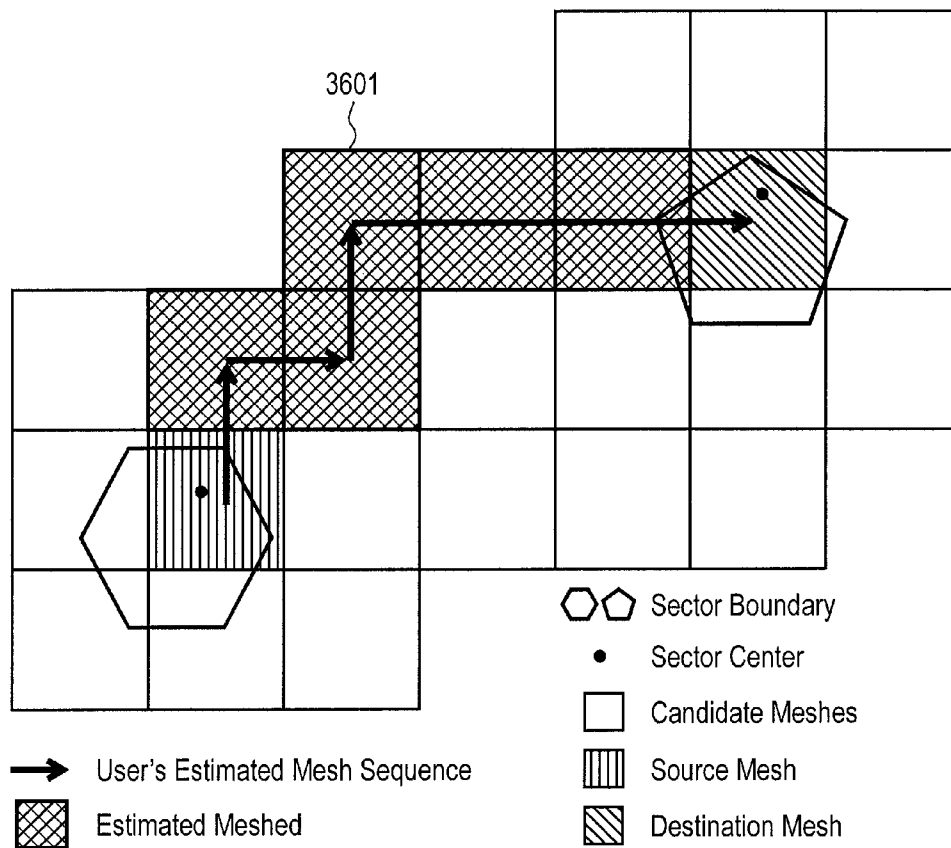 3601
User's Estimated Mesh Sequence
Estimated Meshed
Sector Boundary
Sector Center
Candidate Meshes
Source Mesh
Destination Mesh